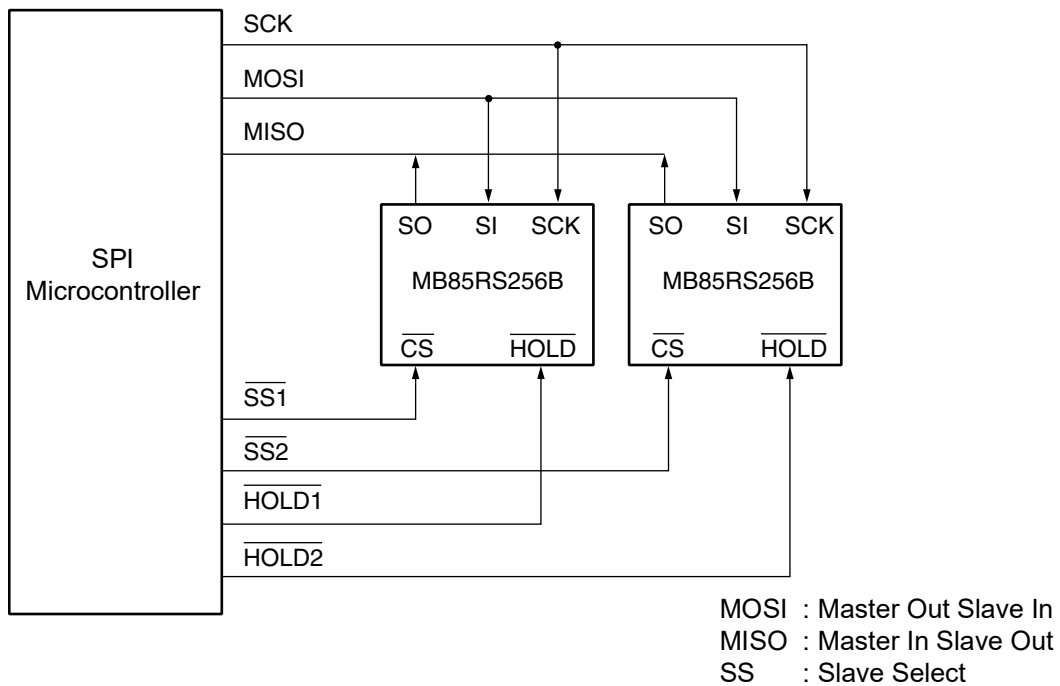 SCK
MOSI
MISO
SO SI SCK
SO SI SCK
SPI
Microcontroller
MB85RS256B
MB85RS256B
CS HOLD
CS HOLD
SS1
SS2
HOLD1
HOLD2
MOSI : Master Out Slave In
MISO : Master In Slave Out
SS : Slave Select